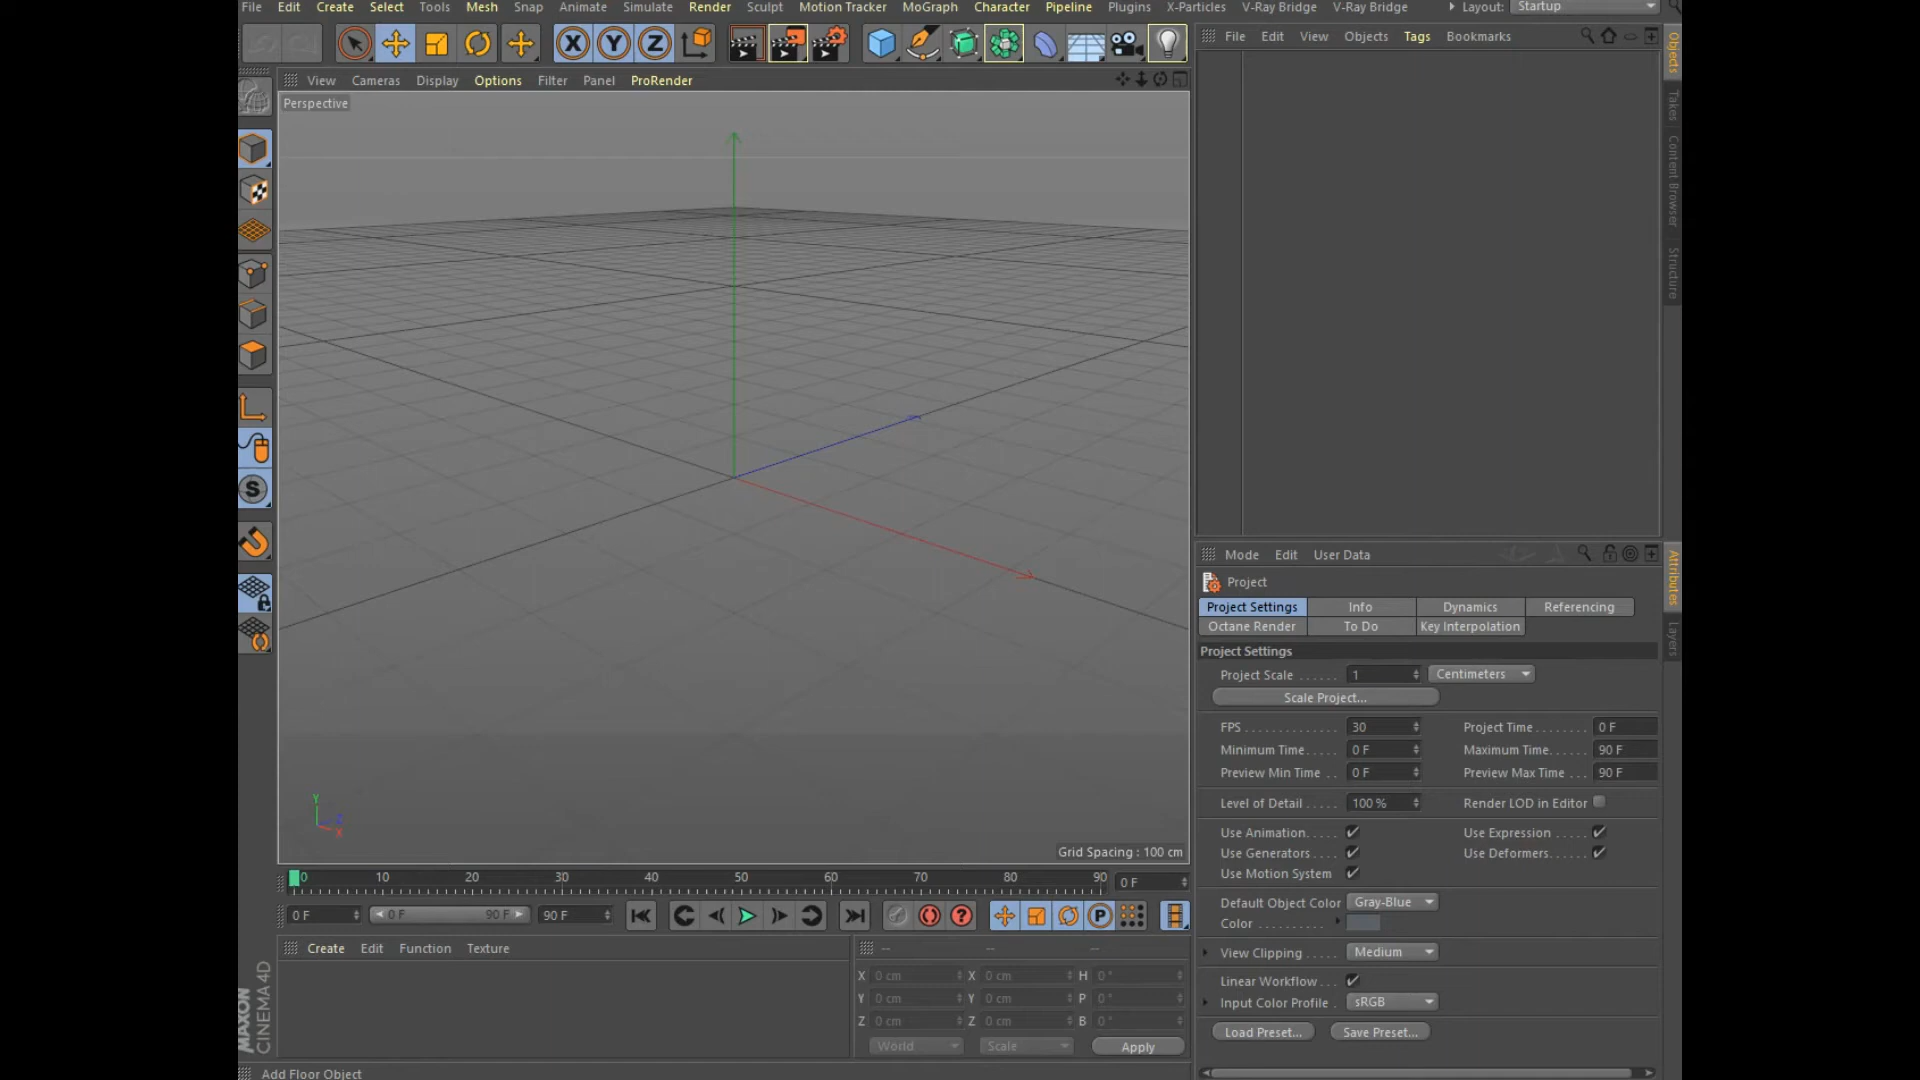 File Edit Create Select Tools Mesh Snap Animate Simulate Render Sculpt Motion Tracker MoGraph Character Pipeline Plugins X-Particles V-Ray Bridge V-Ray Bridge Layout: Startup
X Y Z
File Edit View Objects Tags Bookmarks
View Cameras Display Options Filter Panel ProRender
Perspective
Objects
Takes
Content Browser
Structure
S
Y
Z
X
Grid Spacing : 100 cm
Mode Edit User Data
Attributes
Layers
Project
Project Settings Info Dynamics Referencing
Octane Render To Do Key Interpolation
Project Settings
Project Scale 1 Centimeters
Scale Project...
FPS 30 Project Time 0 F
Minimum Time 0 F Maximum Time 90 F
Preview Min Time 0 F Preview Max Time 90 F
Level of Detail 100 % Render LOD in Editor
Use Animation Use Expression
Use Generators Use Deformers
Use Motion System
Default Object Color Gray-Blue
Color
View Clipping Medium
Linear Workflow
Input Color Profile sRGB
Load Preset... Save Preset...
0 10 20 30 40 50 60 70 80 90 0 F
0 F 0 F 90 F 90 F ? P
Create Edit Function Texture -- -- --
X 0 cm X 0 cm H 0 °
Y 0 cm Y 0 cm P 0 °
Z 0 cm Z 0 cm B 0 °
World Scale Apply
MAXON
CINEMA 4D
Add Floor Object